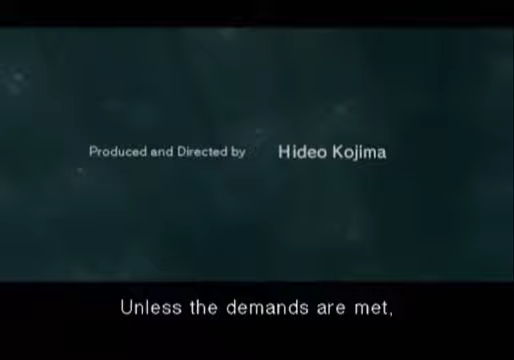 Produced and Directed by Hideo Kojima
Unless the demands are met,